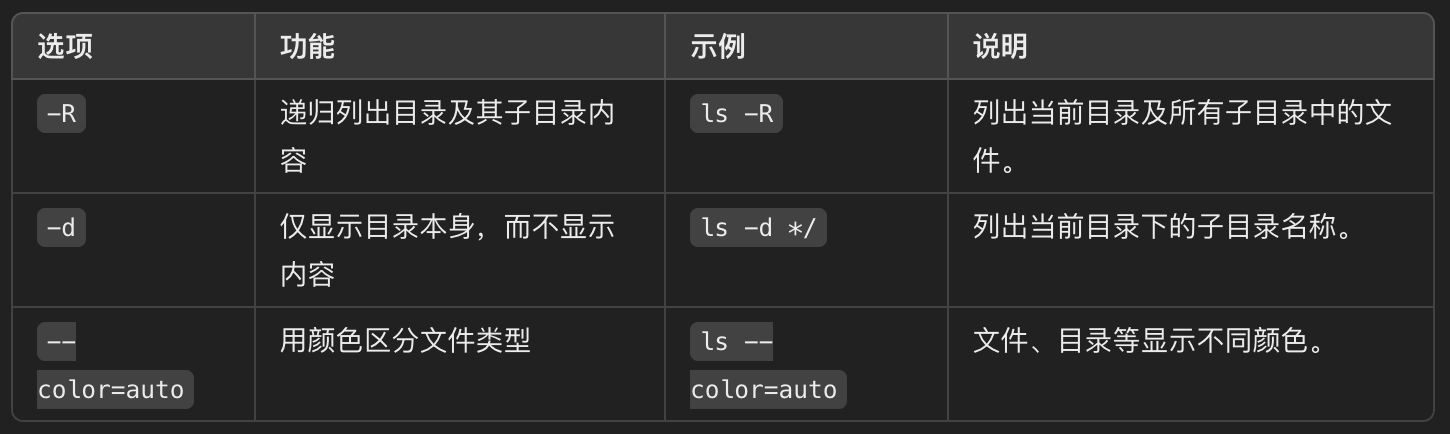 选项 功能 示例 说明
-R 递归列出目录及其子目录内 ls -R 列出当前目录及所有子目录中的文
容 件。
-d 仅显示目录本身，而不显示 ls -d */ 列出当前目录下的子目录名称。
内容
-- 用颜色区分文件类型 ls -- 文件、目录等显示不同颜色。
color=auto color=auto